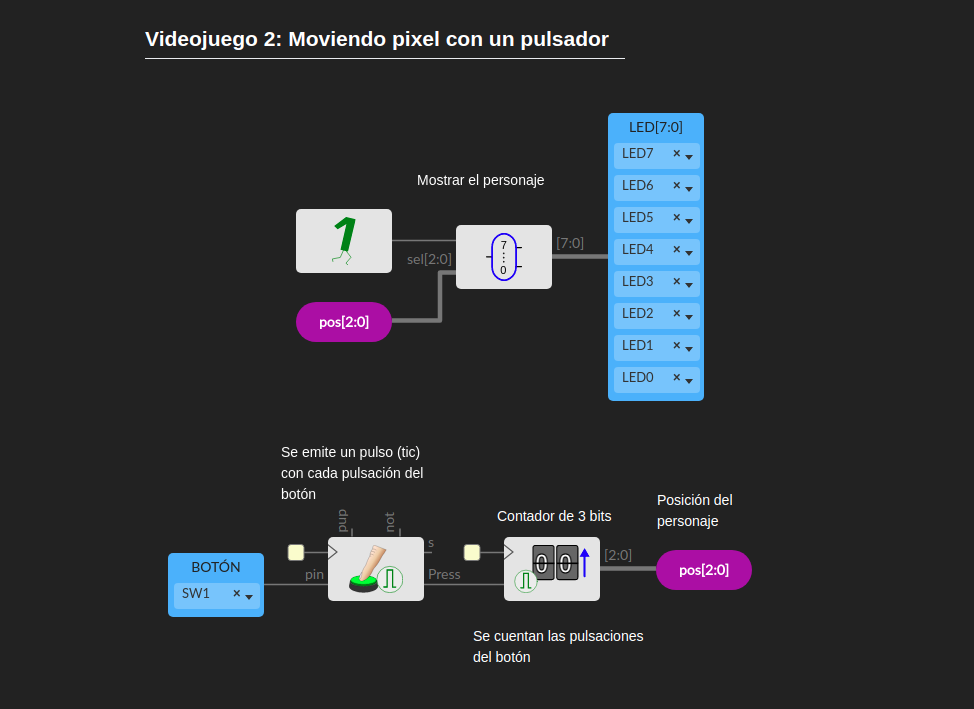 Videojuego 2: Moviendo pixel con un pulsador
LED[7:0]
LED7 ×
LED6 ×
LED5 ×
LED4 ×
LED3 ×
LED2 ×
LED1 ×
LED0 ×
Mostrar el personaje
1
sel[2:0]
7
0
[7:0]
pos[2:0]
Se emite un pulso (tic)
con cada pulsación del
botón
pup
not
s
pin
Press
BOTÓN
SW1 ×
Contador de 3 bits
0 0
[2:0]
Posición del
personaje
pos[2:0]
Se cuentan las pulsaciones
del botón